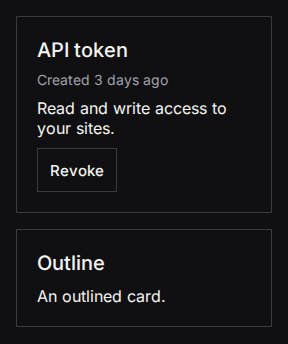 API token
Created 3 days ago
Read and write access to
your sites.
Revoke
Outline
An outlined card.